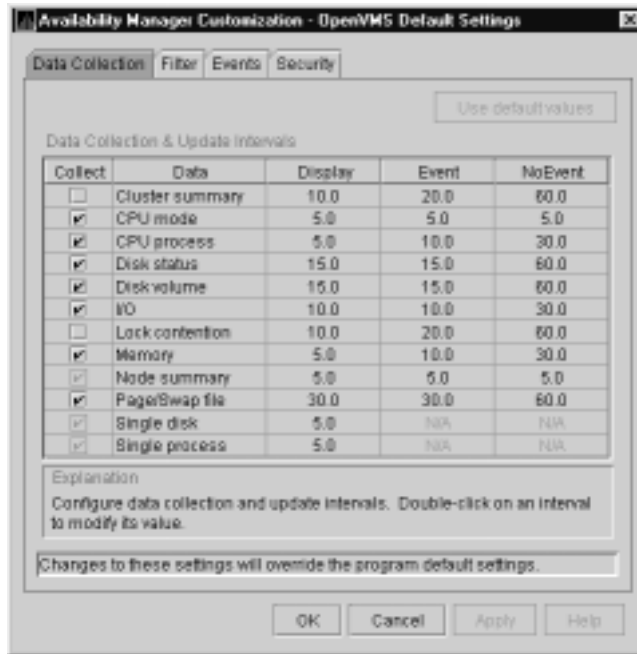 Availability Manager Customization - OpenVMS Default Settings
Data Collection Filter Events Security
Use default values
Data Collection & Update Intervals
Collect Data Display Event NoEvent
Cluster summary 10.0 20.0 60.0
CPU mode 5.0 5.0 5.0
CPU process 5.0 10.0 30.0
Disk status 15.0 15.0 60.0
Disk volume 15.0 15.0 60.0
I/O 10.0 10.0 30.0
Lock contention 10.0 20.0 60.0
Memory 5.0 10.0 30.0
Node summary 5.0 5.0 5.0
Page/Swap file 30.0 30.0 60.0
Single disk 5.0 N/A N/A
Single process 5.0 N/A N/A
Explanation
Configure data collection and update intervals. Double-click on an interval
to modify its value.
Changes to these settings will override the program default settings.
OK Cancel Apply Help